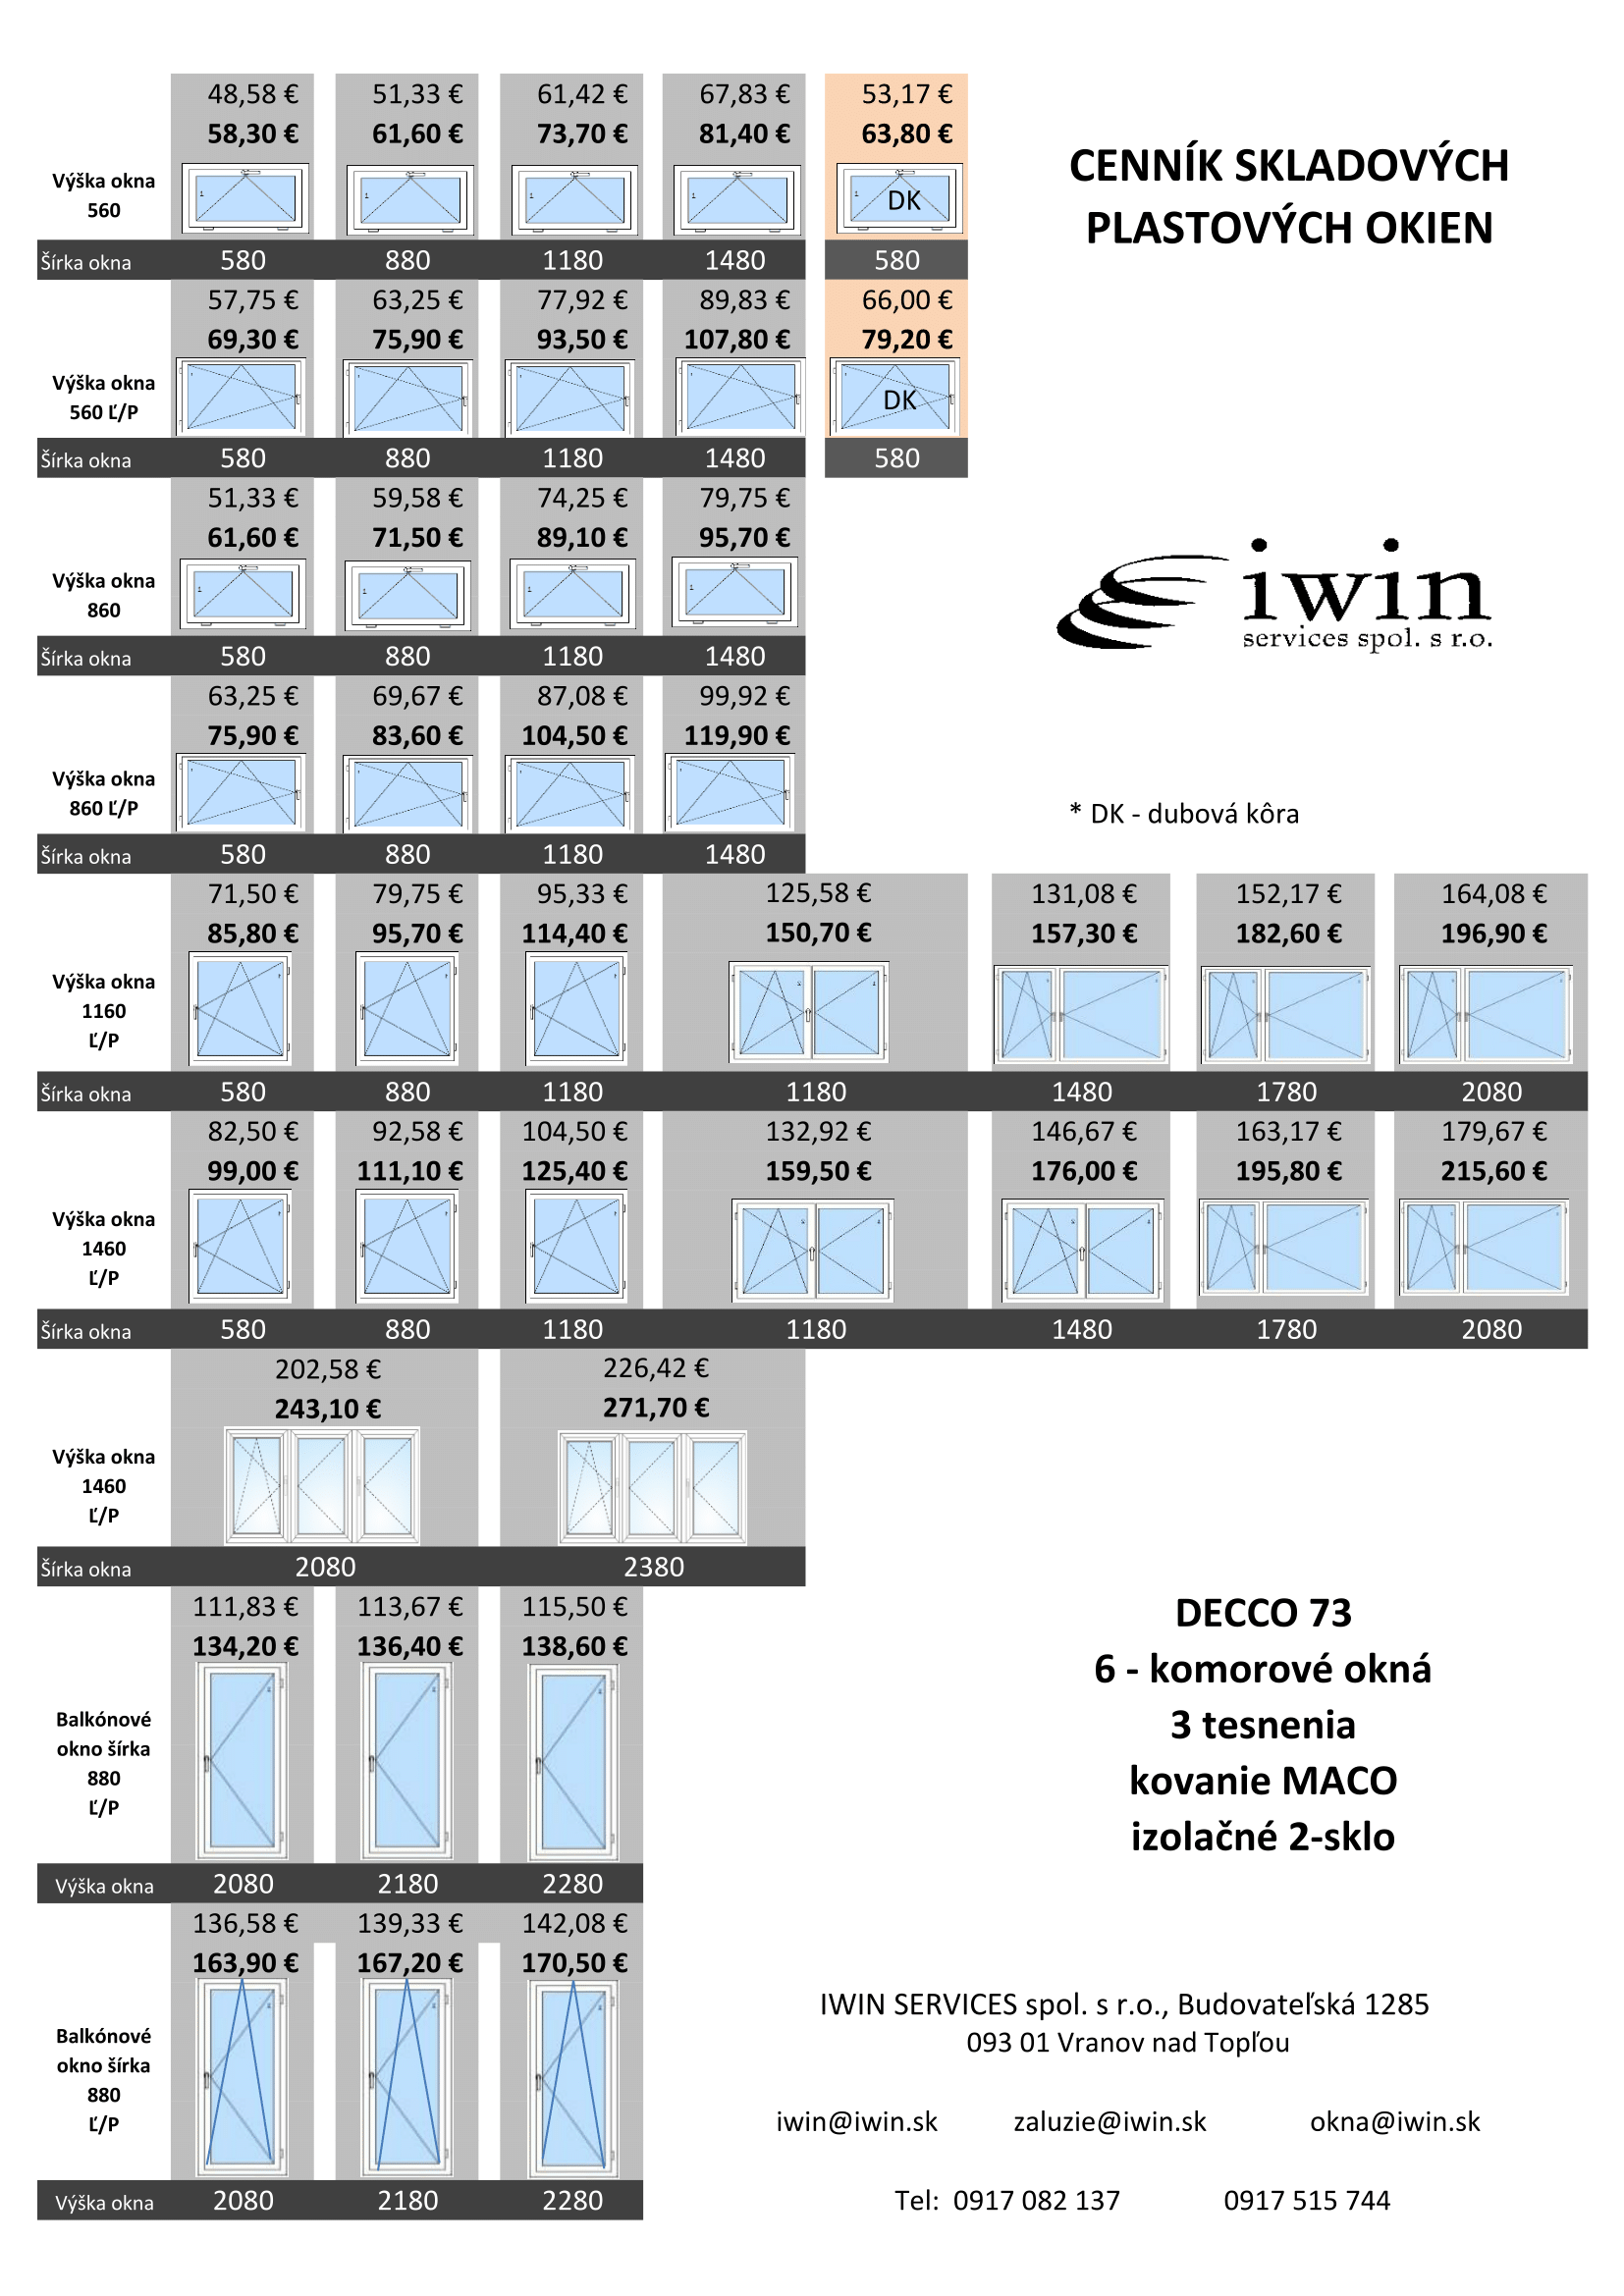 48,58 € 51,33 € 61,42 € 67,83 € 53,17 €
58,30 € 61,60 € 73,70 € 81,40 € 63,80 €
CENNÍK SKLADOVÝCH
PLASTOVÝCH OKIEN
Výška okna
560
DK
Šírka okna 580 880 1180 1480 580
57,75 € 63,25 € 77,92 € 89,83 € 66,00 €
69,30 € 75,90 € 93,50 € 107,80 € 79,20 €
Výška okna
560 Ľ/P
DK
Šírka okna 580 880 1180 1480 580
51,33 € 59,58 € 74,25 € 79,75 €
61,60 € 71,50 € 89,10 € 95,70 €
Výška okna
860
iwin
services spol. s r.o.
Šírka okna 580 880 1180 1480
63,25 € 69,67 € 87,08 € 99,92 €
75,90 € 83,60 € 104,50 € 119,90 €
Výška okna
860 Ľ/P
* DK - dubová kôra
Šírka okna 580 880 1180 1480
71,50 € 79,75 € 95,33 € 125,58 € 131,08 € 152,17 € 164,08 €
85,80 € 95,70 € 114,40 € 150,70 € 157,30 € 182,60 € 196,90 €
Výška okna
1160
Ľ/P
Šírka okna 580 880 1180 1180 1480 1780 2080
82,50 € 92,58 € 104,50 € 132,92 € 146,67 € 163,17 € 179,67 €
99,00 € 111,10 € 125,40 € 159,50 € 176,00 € 195,80 € 215,60 €
Výška okna
1460
Ľ/P
Šírka okna 580 880 1180 1180 1480 1780 2080
202,58 € 226,42 €
243,10 € 271,70 €
Výška okna
1460
Ľ/P
Šírka okna 2080 2380
111,83 € 113,67 € 115,50 €
134,20 € 136,40 € 138,60 €
Balkónové
okno šírka
880
Ľ/P
Výška okna 2080 2180 2280
DECCO 73
6 - komorové okná
3 tesnenia
kovanie MACO
izolačné 2-sklo
136,58 € 139,33 € 142,08 €
163,90 € 167,20 € 170,50 €
Balkónové
okno šírka
880
Ľ/P
Výška okna 2080 2180 2280
IWIN SERVICES spol. s r.o., Budovateľská 1285
093 01 Vranov nad Topľou
iwin@iwin.sk zaluzie@iwin.sk okna@iwin.sk
Tel: 0917 082 137 0917 515 744